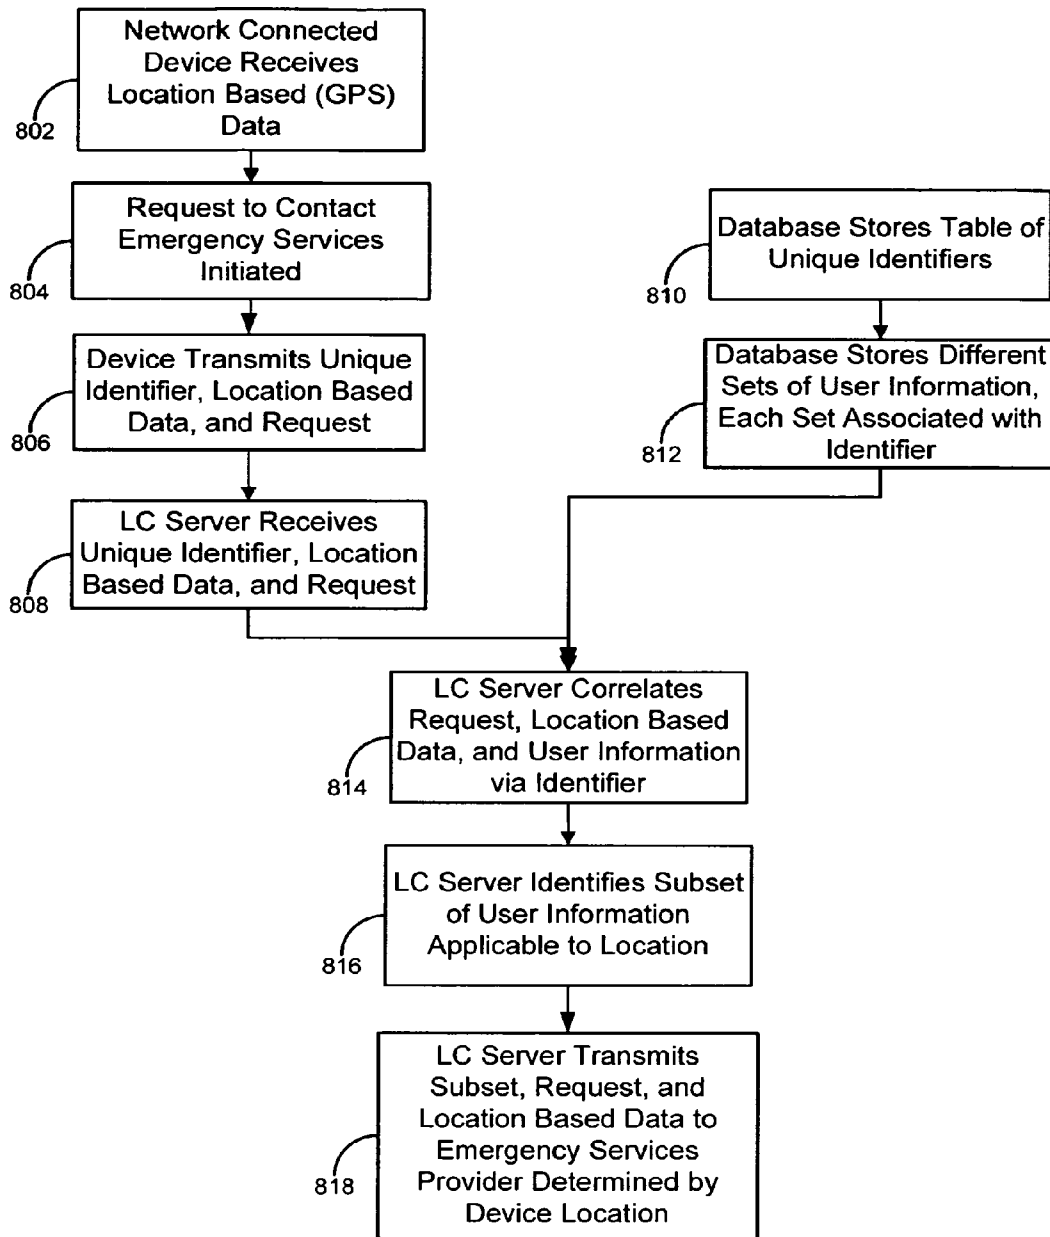 Network Connected
Device Receives
Location Based (GPS)
Data
802
Request to Contact
Emergency Services
Initiated
804
Device Transmits Unique
Identifier, Location Based
Data, and Request
806
LC Server Receives
Unique Identifier, Location
Based Data, and Request
808
Database Stores Table of
Unique Identifiers
810
Database Stores Different
Sets of User Information,
Each Set Associated with
Identifier
812
LC Server Correlates
Request, Location Based
Data, and User Information
via Identifier
814
LC Server Identifies Subset
of User Information
Applicable to Location
816
LC Server Transmits
Subset, Request, and
Location Based Data to
Emergency Services
Provider Determined by
Device Location
818